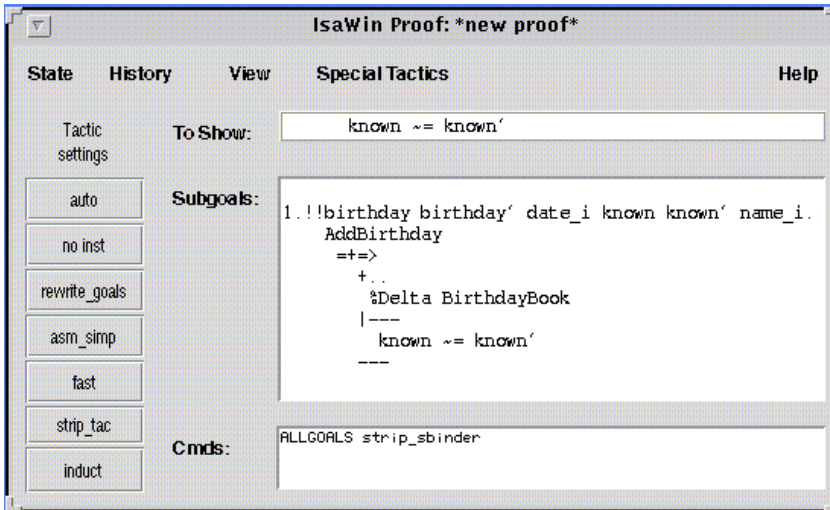 IsaWin Proof: *new proof*
State History View Special Tactics Help
Tactic settings
To Show: known ~= known′
auto
no inst
rewrite_goals
asm_simp
fast
strip_tac
induct
Subgoals:
1.!!birthday birthday′ date_i known known′ name_i.
AddBirthday
=+=>
+..
%Delta BirthdayBook
|---
known ~= known′
---
Cmds: ALLGOALS strip_sbinder